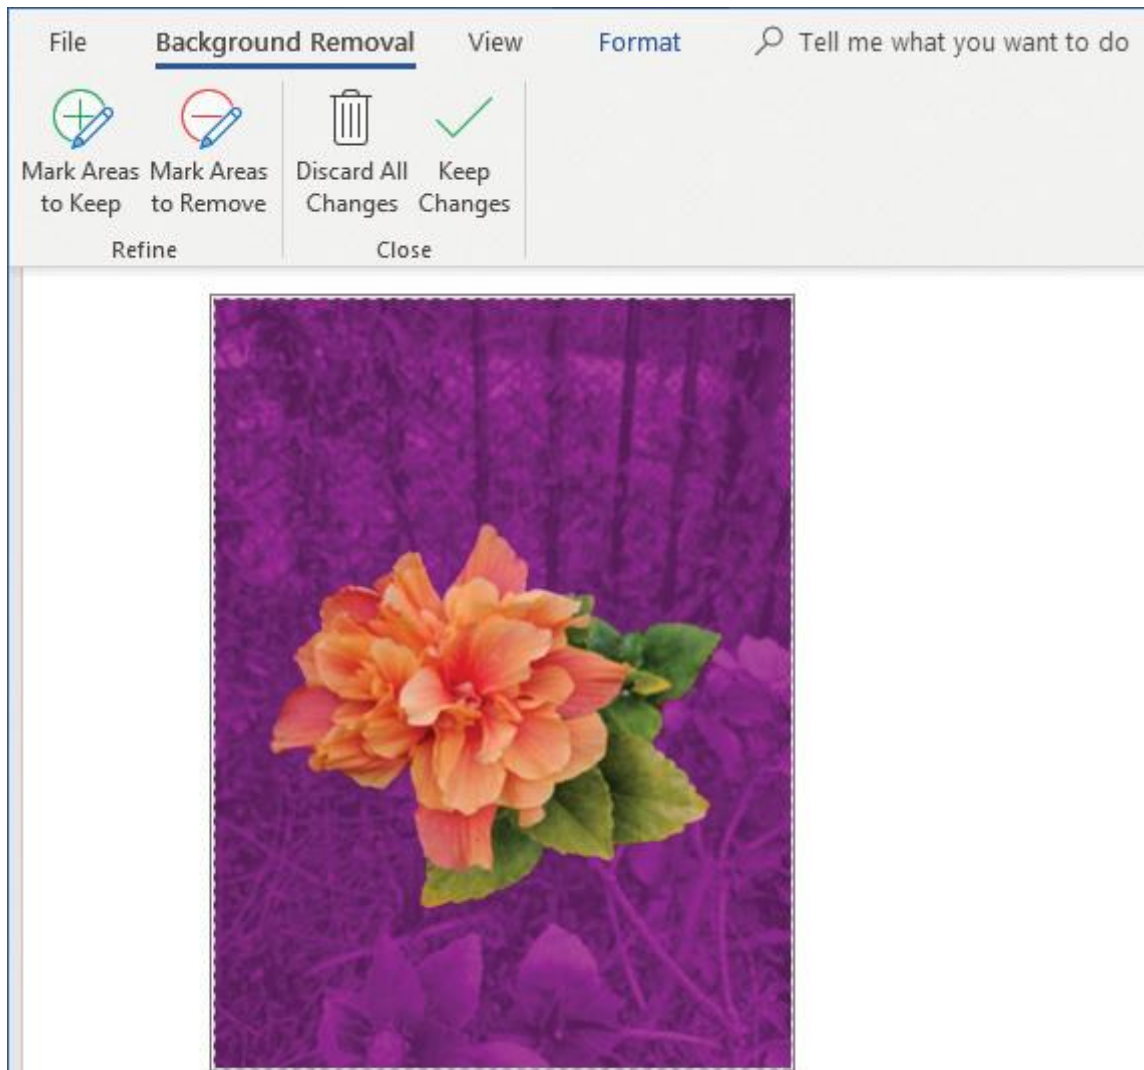 File Background Removal View Format Tell me what you want to do
Mark Areas to Keep
Mark Areas to Remove
Discard All Changes
Keep Changes
Refine
Close